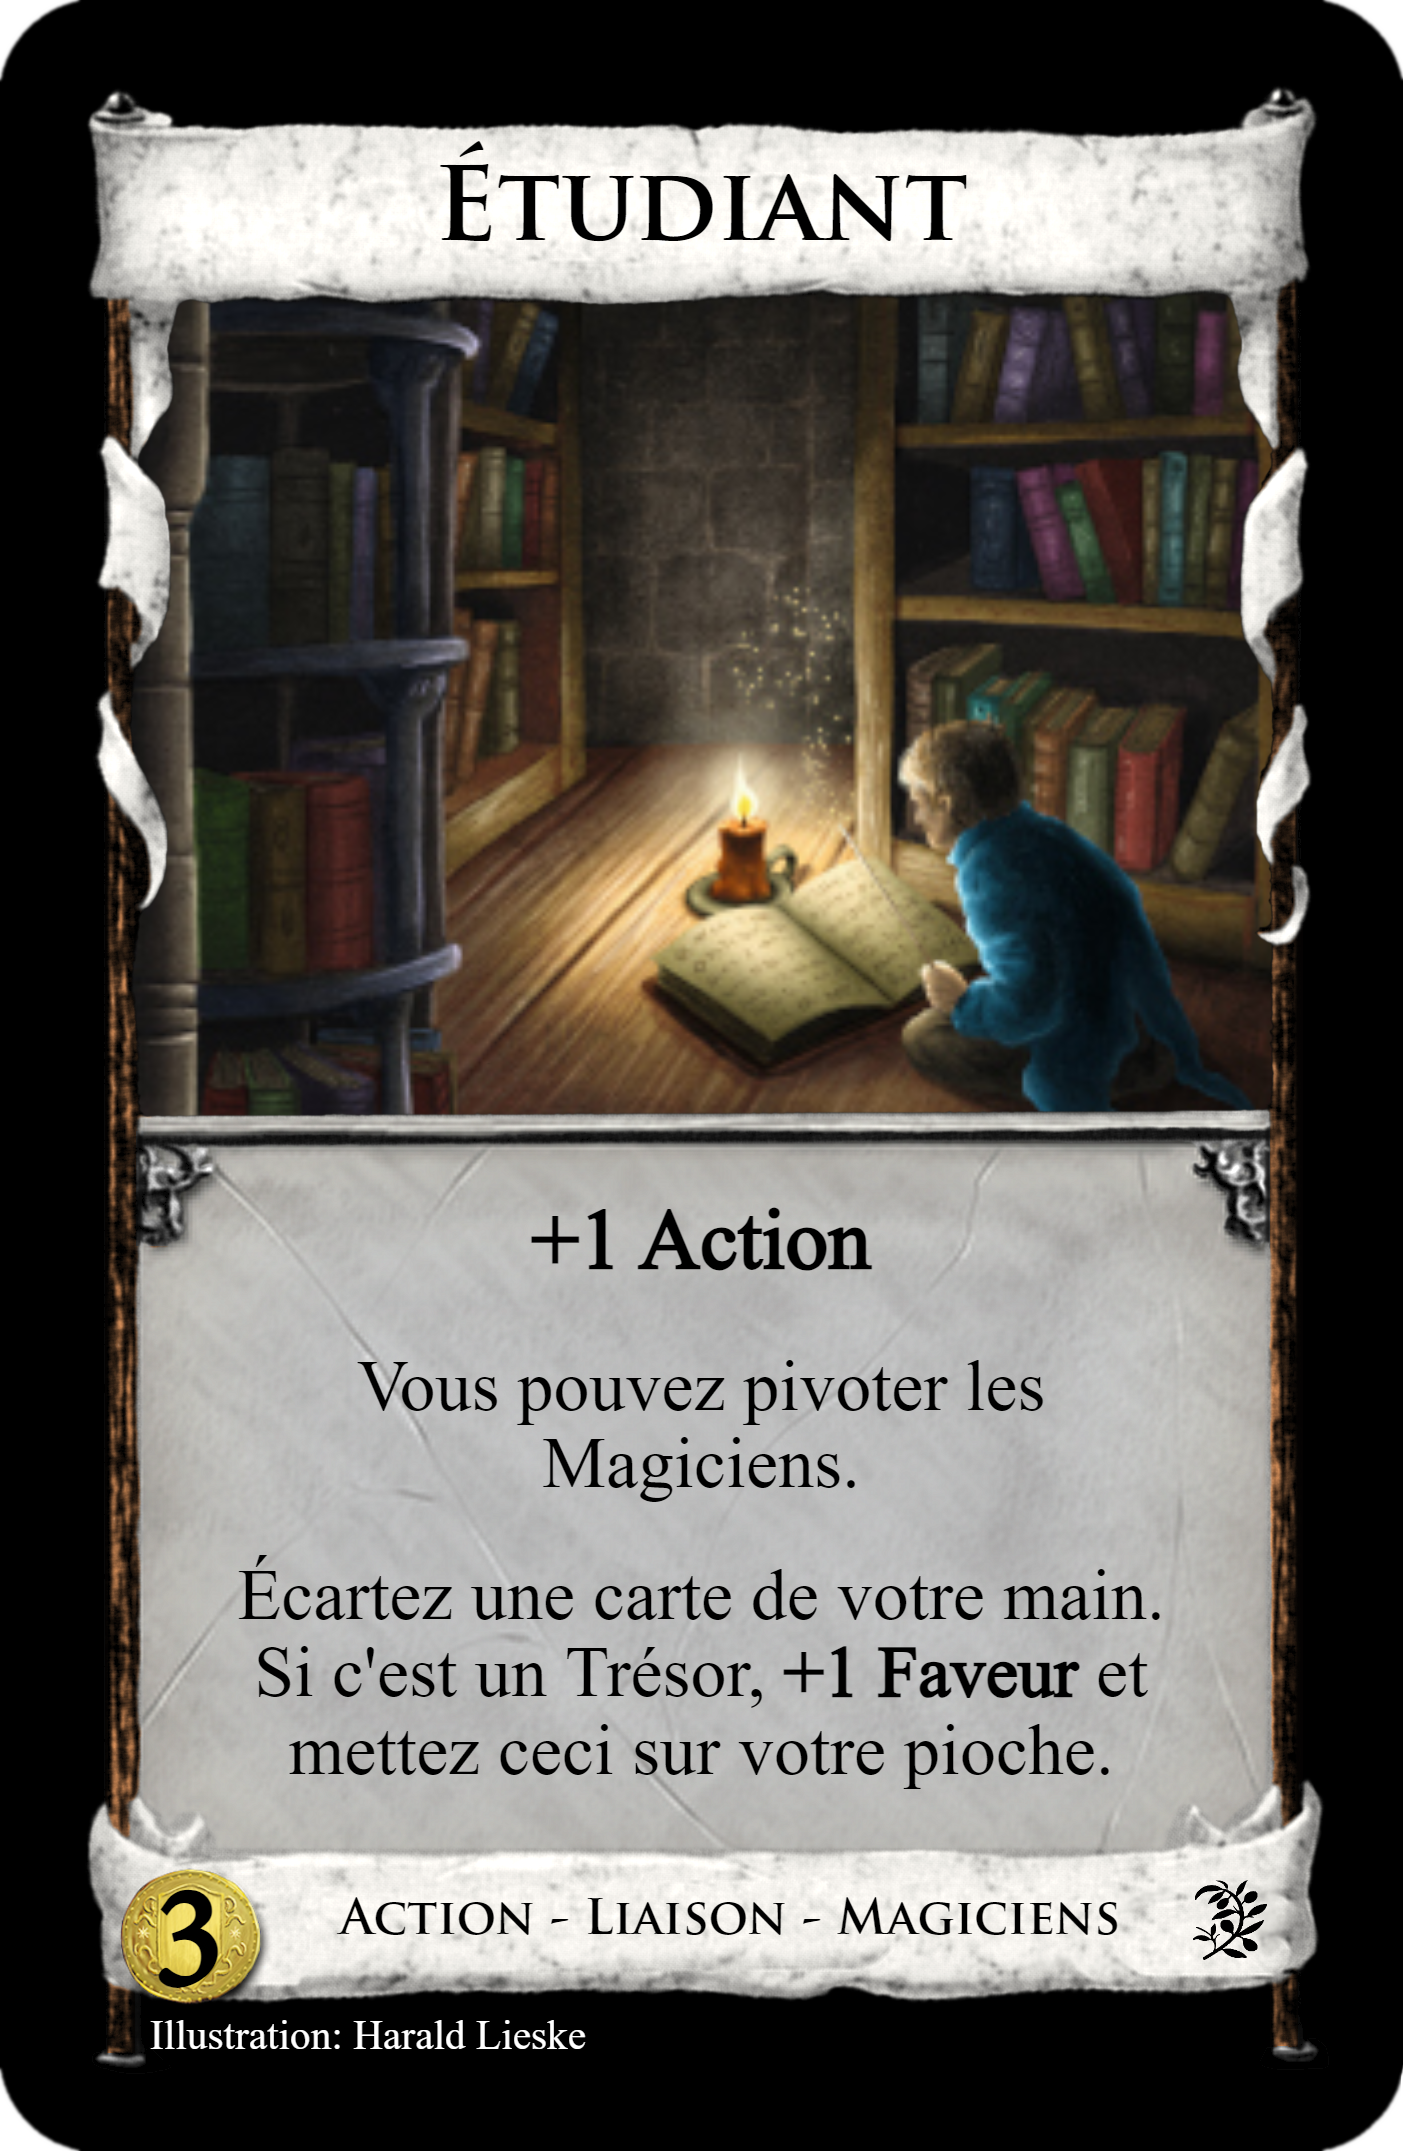 Étudiant
+1 Action
Vous pouvez pivoter les
Magiciens.
Écartez une carte de votre main.
Si c'est un Trésor, +1 Faveur et
mettez ceci sur votre pioche.
3
Action - Liaison - Magiciens
Illustration: Harald Lieske